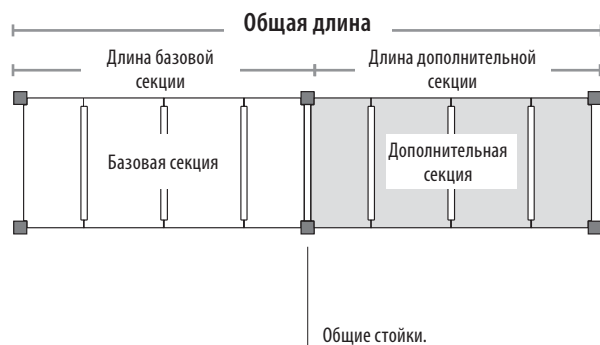 Общая длина
Длина базовой
секции
Длина дополнительной
секции
Базовая секция
Дополнительная
секция
Общие стойки.